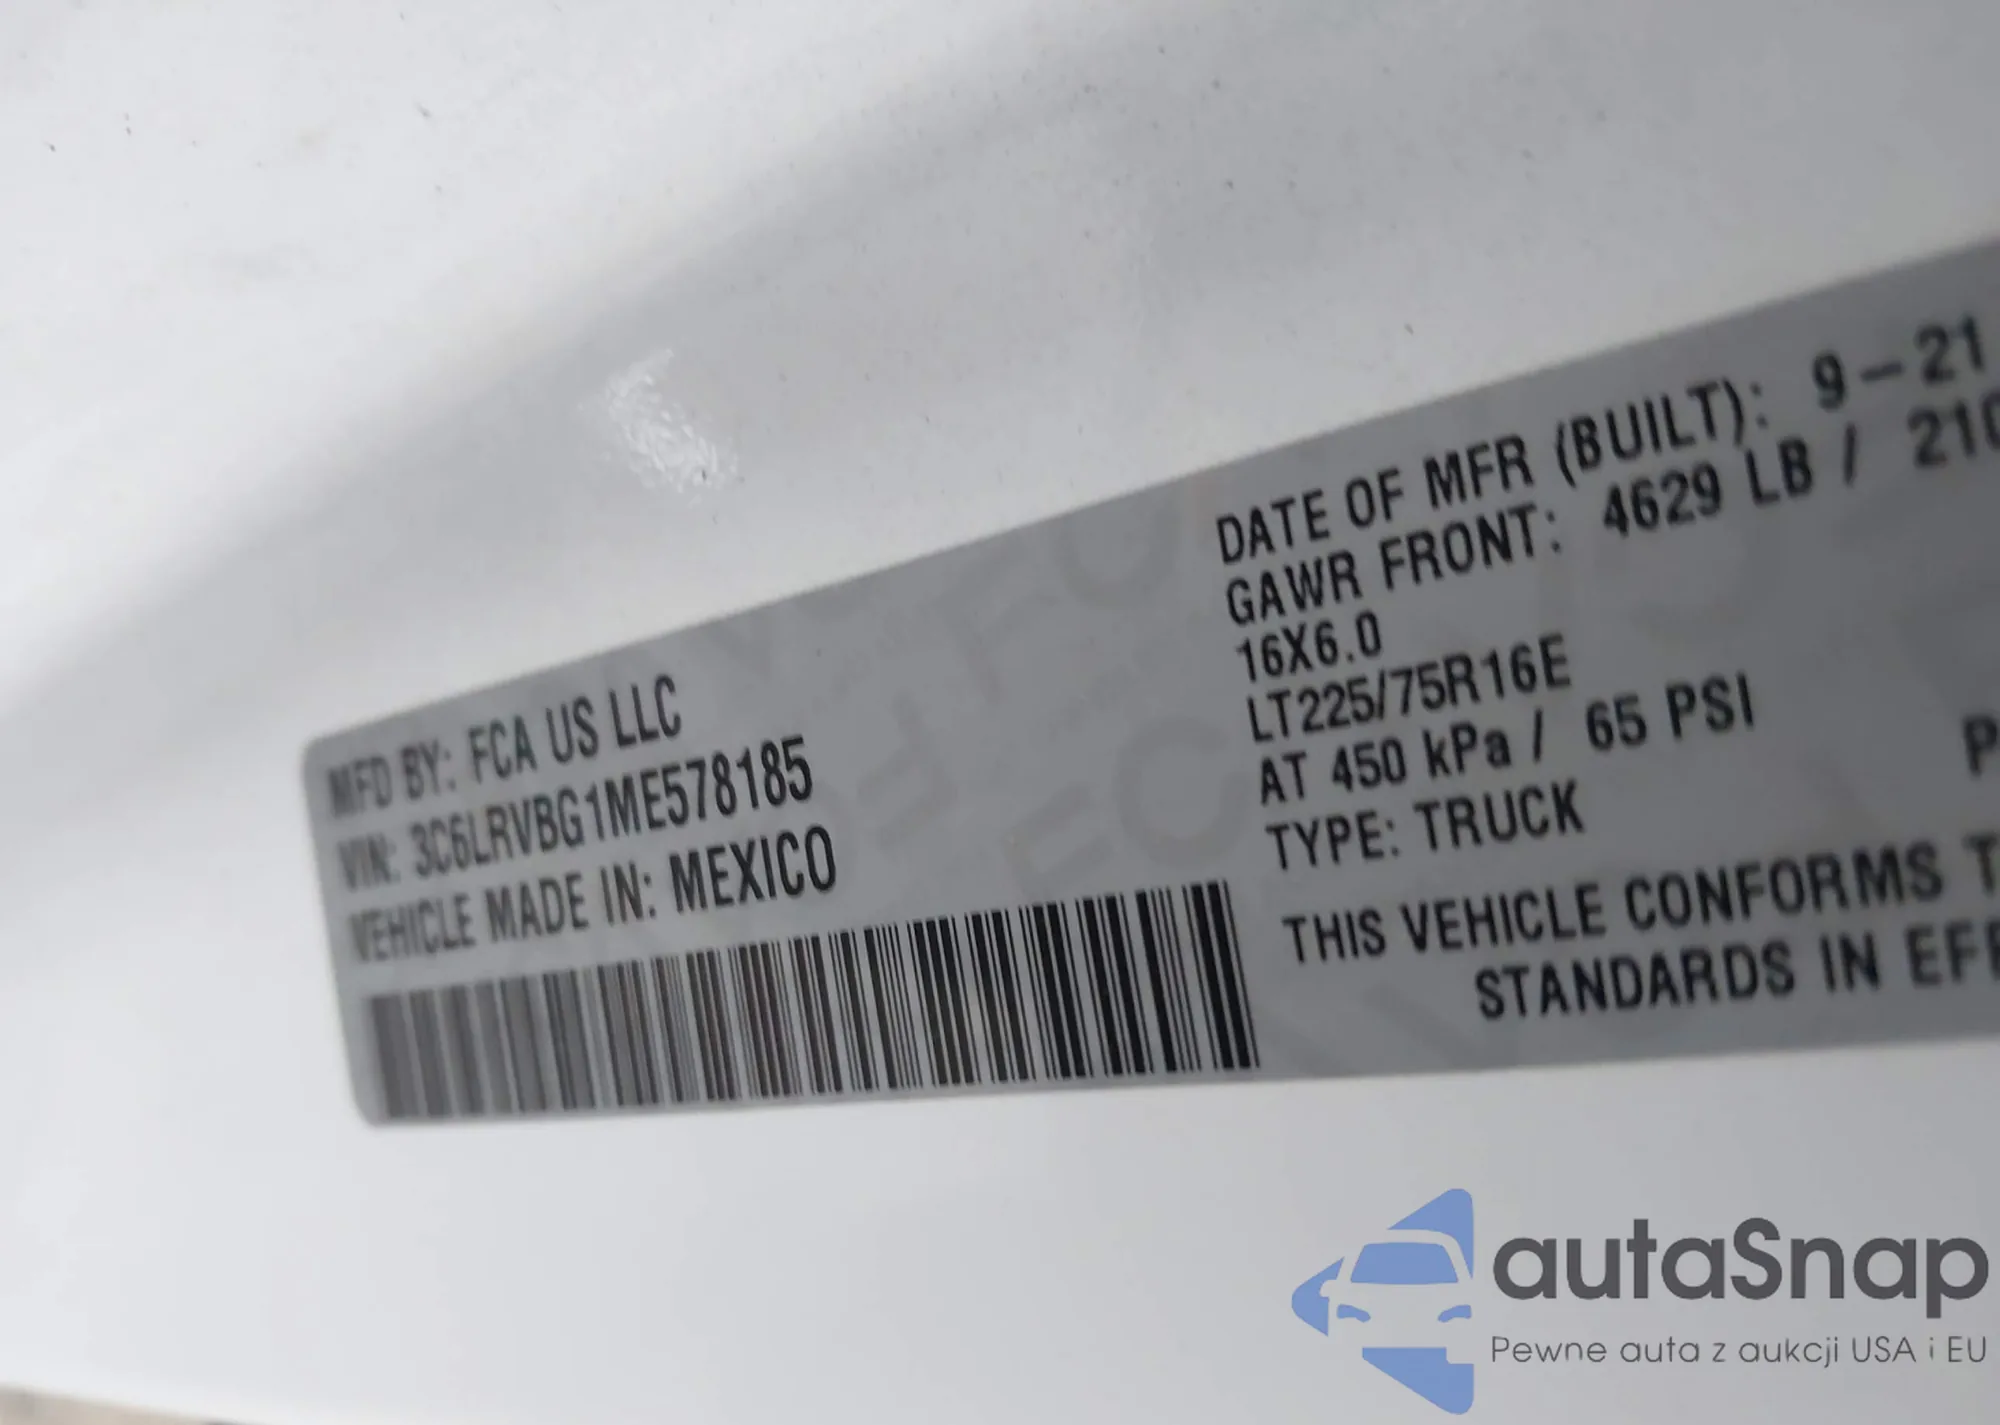 MFD BY: FCA US LLC
VIN: 3C6LRVBG1ME578185
VEHICLE MADE IN: MEXICO
DATE OF MFR (BUILT): 9-21
GAWR FRONT: 4629 LB / 210
16X6.0
LT225/75R16E
AT 450 kPa / 65 PSI
TYPE: TRUCK
P
THIS VEHICLE CONFORMS T
STANDARDS IN EFF
autaSnap
Pewne auta z aukcji USA i EU